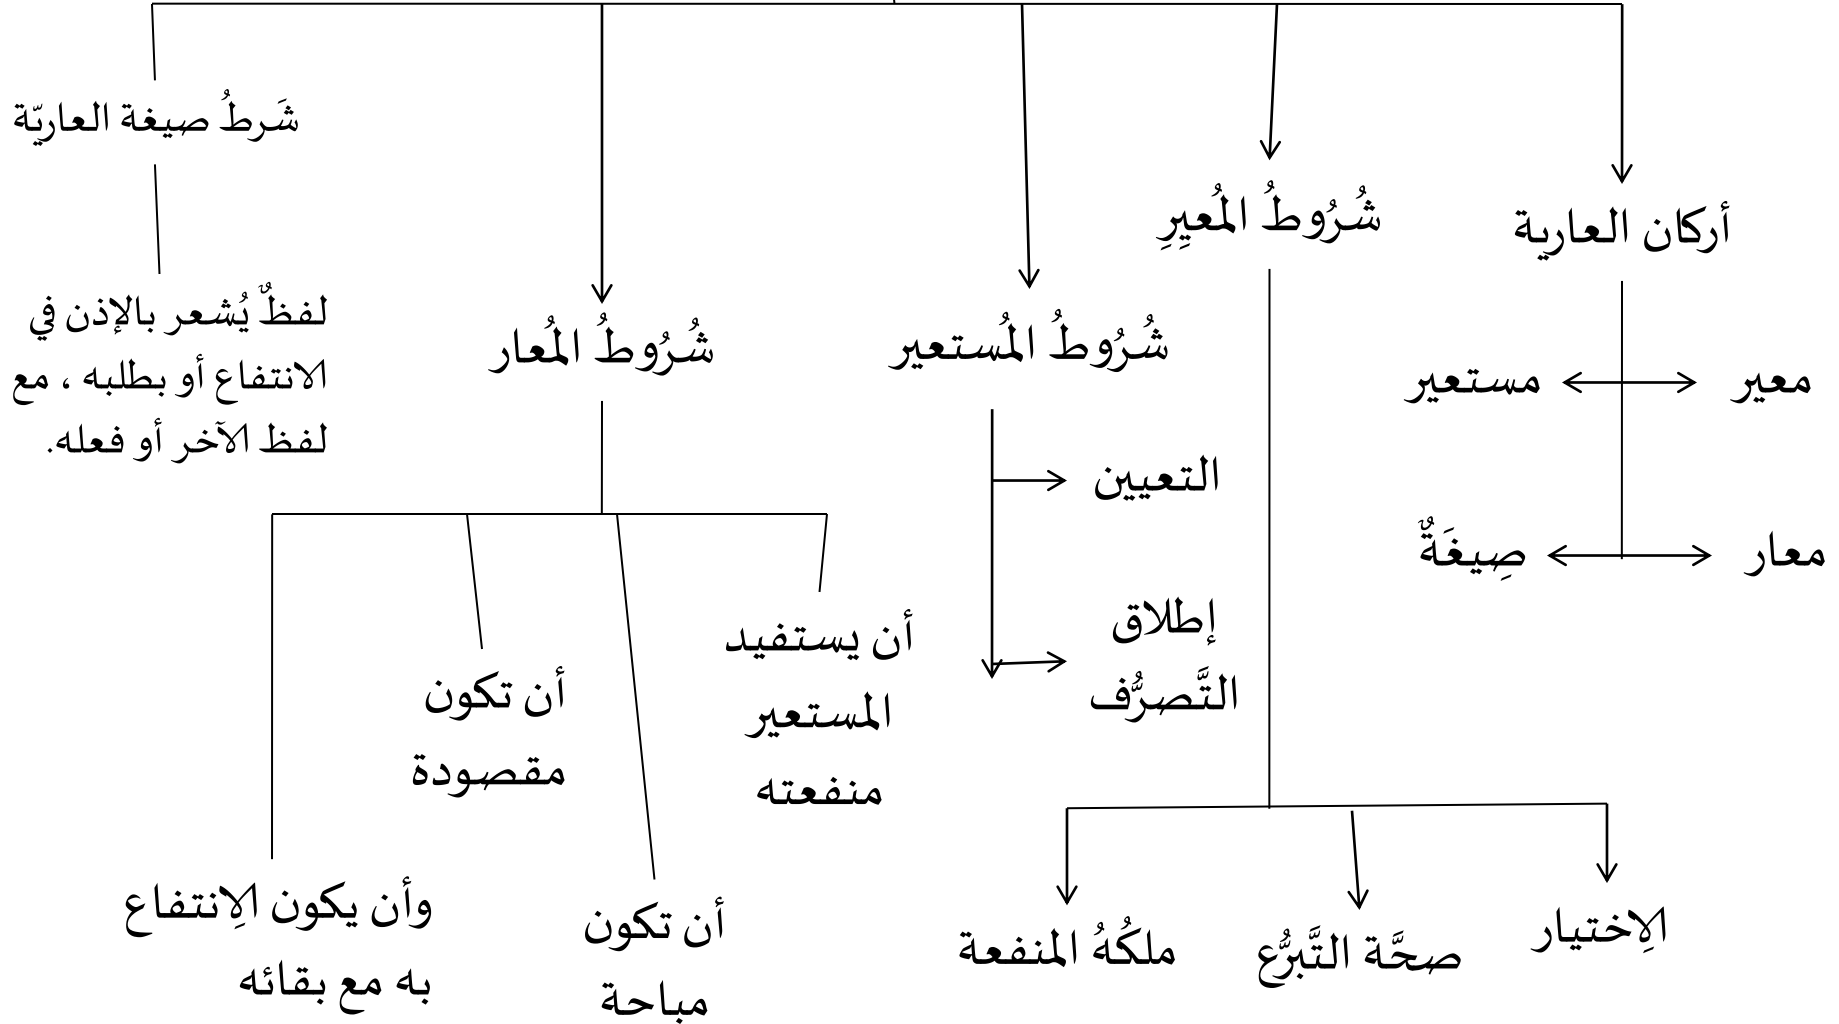 أركان العارية
معير
مستعير
معار
صِيغَةٌ
شُرُوطُ المُعيِرِ
الِاختيار
صحَّة التَّبرُّع
ملكُهُ المنفعة
شُرُوطُ المُستعير
التعيين
إطلاق
التَّصرُّف
شُرُوطُ المُعار
أن يستفيد
المستعير
منفعته
أن تكون
مباحة
أن تكون
مقصودة
وأن يكون الِانتفاع
به مع بقائه
شَرطُ صيغة العاريّة
لفظٌ يُشعر بالإذن في
الانتفاع أو بطلبه ، مع
لفظ الآخر أو فعله.